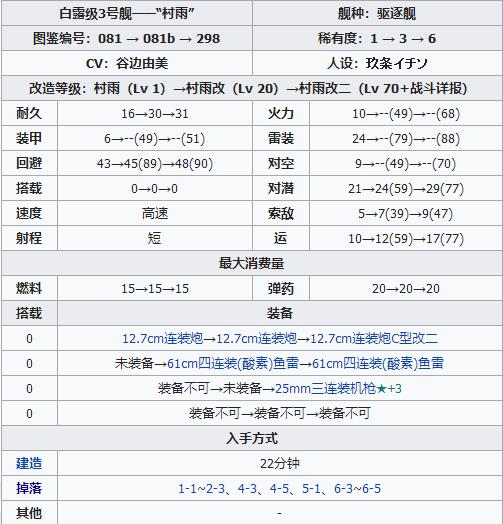 白露级3号舰——“村雨” 舰种：驱逐舰
图鉴编号：081 → 081b → 298 稀有度：1 → 3 → 6
CV：谷边由美 人设：玖条イチソ
改造等级：村雨（Lv 1）→村雨改（Lv 20）→村雨改二（Lv 70+战斗详报）
耐久 16→30→31 火力 10→--(49)→--(68)
装甲 6→--(49)→--(51) 雷装 24→--(79)→--(88)
回避 43→45(89)→48(90) 对空 9→--(49)→--(70)
搭载 0→0→0 对潜 21→24(59)→29(77)
速度 高速 索敌 5→7(39)→9(47)
射程 短 运 10→12(59)→17(77)
最大消费量
燃料 15→15→15 弹药 20→20→20
搭载 装备
0 12.7cm连装炮→12.7cm连装炮→12.7cm连装炮C型改二
0 未装备→61cm四连装(酸素)鱼雷→61cm四连装(酸素)鱼雷
0 装备不可→未装备→25mm三连装机枪★+3
0 装备不可→装备不可→装备不可
入手方式
建造 22分钟
掉落 1-1~2-3、4-3、4-5、5-1、6-3~6-5
其他 -